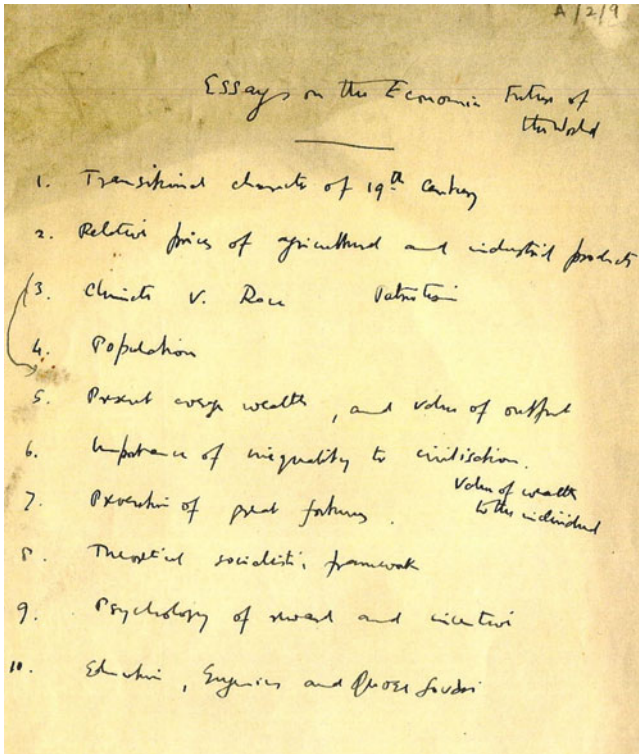 A/2/9
Essays on the Economic Future of
the World
1. Transitional character of 19th Century
2. Relative prices of agricultural and industrial products
3. Climate v. Race Patriotism
4. Population
5. Present average wealth, and value of output
6. Importance of inequality to civilisation.
Value of wealth
to the individual
7. Prevention of great fortunes.
8. Theoretical socialistic framework
9. Psychology of reward and incentive
10. Education, Eugenics and